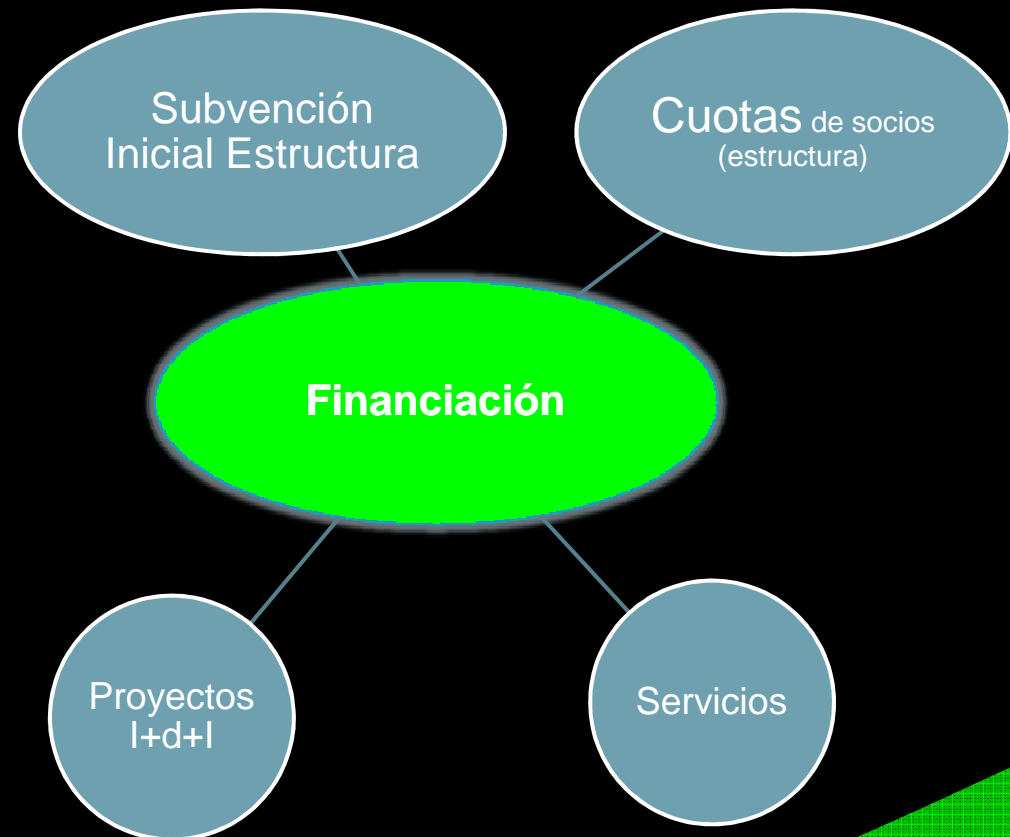 Subvención
Inicial Estructura
Cuotas de socios
(estructura)
Financiación
Proyectos
I+d+I
Servicios